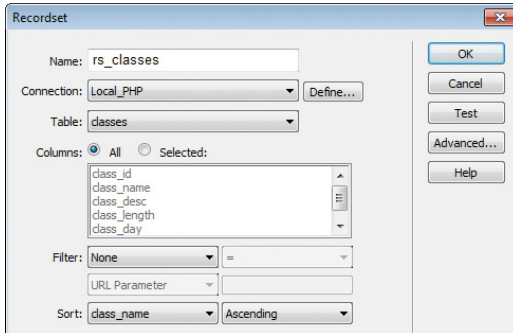 Recordset
Name: rs_classes
OK
Connection: Local_PHP Define...
Cancel
Table: classes
Test
Columns: All Selected:
Advanced...
class_id
class_name
class_desc
class_length
class_day
Help
Filter: None =
URL Parameter
Sort: class_name Ascending